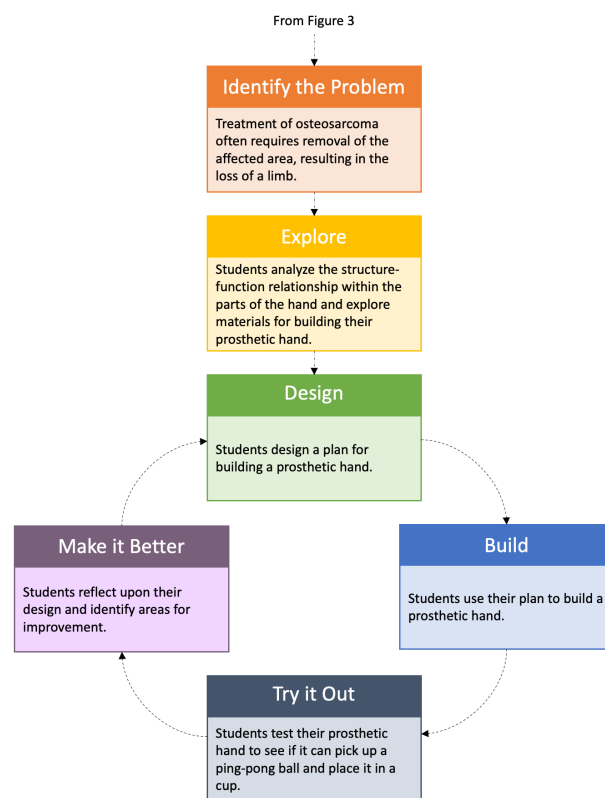 From Figure 3
Identify the Problem
Treatment of osteosarcoma
often requires removal of the
affected area, resulting in the
loss of a limb.
Explore
Students analyze the structure-
function relationship within the
parts of the hand and explore
materials for building their
prosthetic hand.
Design
Students design a plan for
building a prosthetic hand.
Make it Better
Students reflect upon their
design and identify areas for
improvement.
Build
Students use their plan to build a
prosthetic hand.
Try it Out
Students test their prosthetic
hand to see if it can pick up a
ping-pong ball and place it in a
cup.